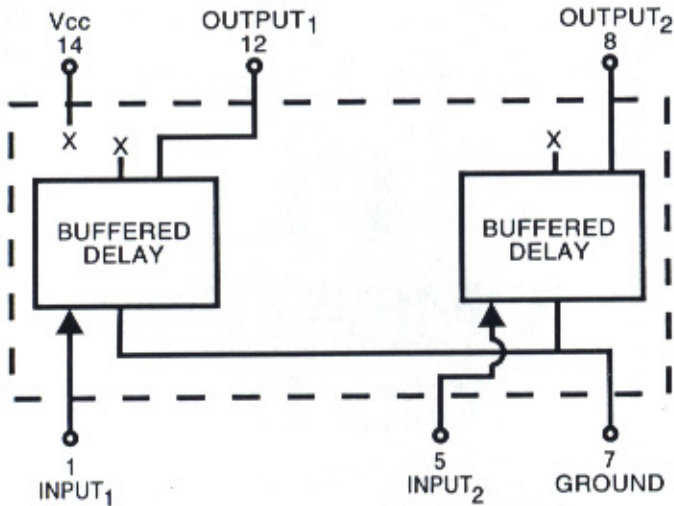 Vcc
14
OUTPUT₁
12
OUTPUT₂
8
X
X
X
BUFFERED
DELAY
BUFFERED
DELAY
1
INPUT₁
5
INPUT₂
7
GROUND